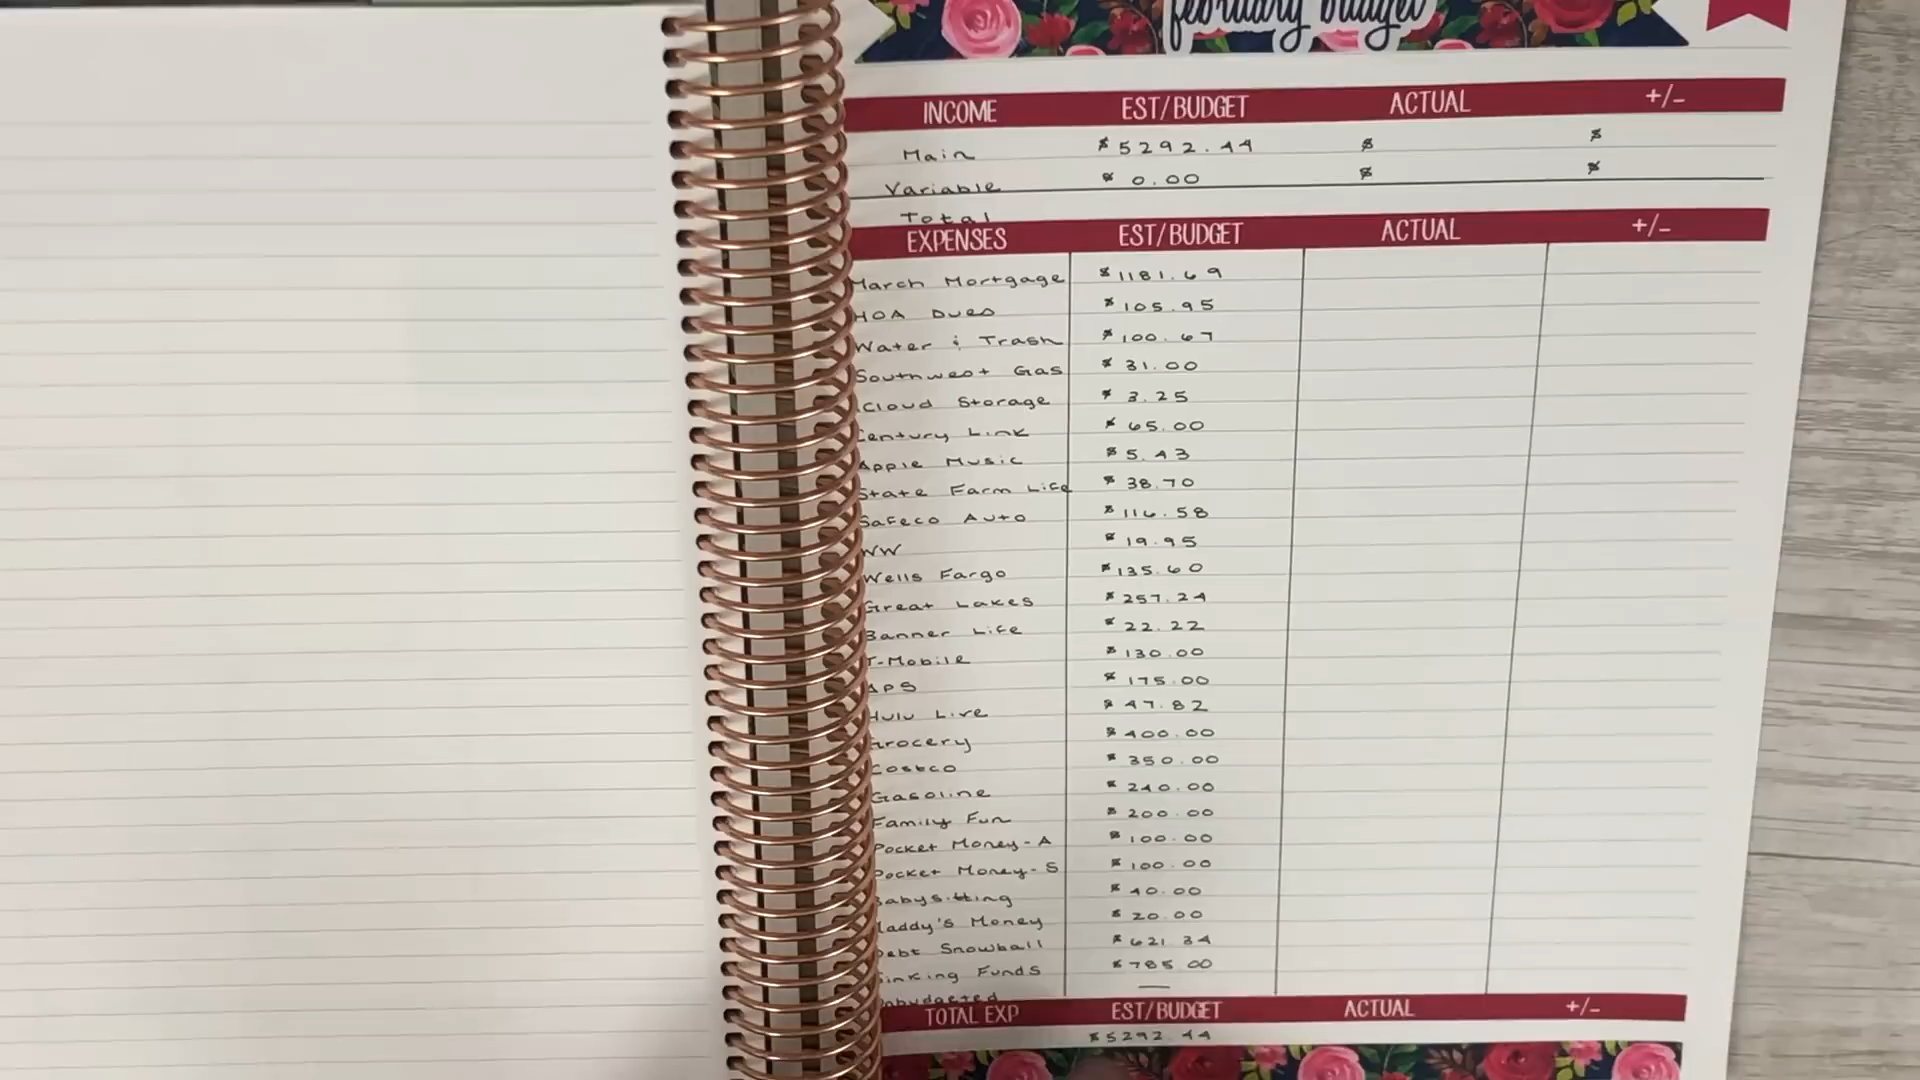 february budget
INCOME EST/BUDGET ACTUAL +/-
Main $5292.44 $ $
Variable $ 0.00 $ $
Total
EXPENSES EST/BUDGET ACTUAL +/-
March Mortgage $1181.69
HOA Dues $105.95
Water & Trash $100.67
Southwest Gas $31.00
iCloud Storage $3.25
Century Link $65.00
Apple Music $5.43
State Farm Life $38.70
Safeco Auto $116.58
WW $19.95
Wells Fargo $135.60
Great Lakes $257.24
Banner Life $22.22
T-Mobile $130.00
APS $175.00
Hulu Live $47.82
Grocery $400.00
Costco $350.00
Gasoline $240.00
Family Fun $200.00
Pocket Money-A $100.00
Pocket Money-S $100.00
Babysitting $40.00
Maddy's Money $20.00
Debt Snowball $621.34
Sinking Funds $785.00
Unbudgeted —
TOTAL EXP EST/BUDGET ACTUAL +/-
$5292.44